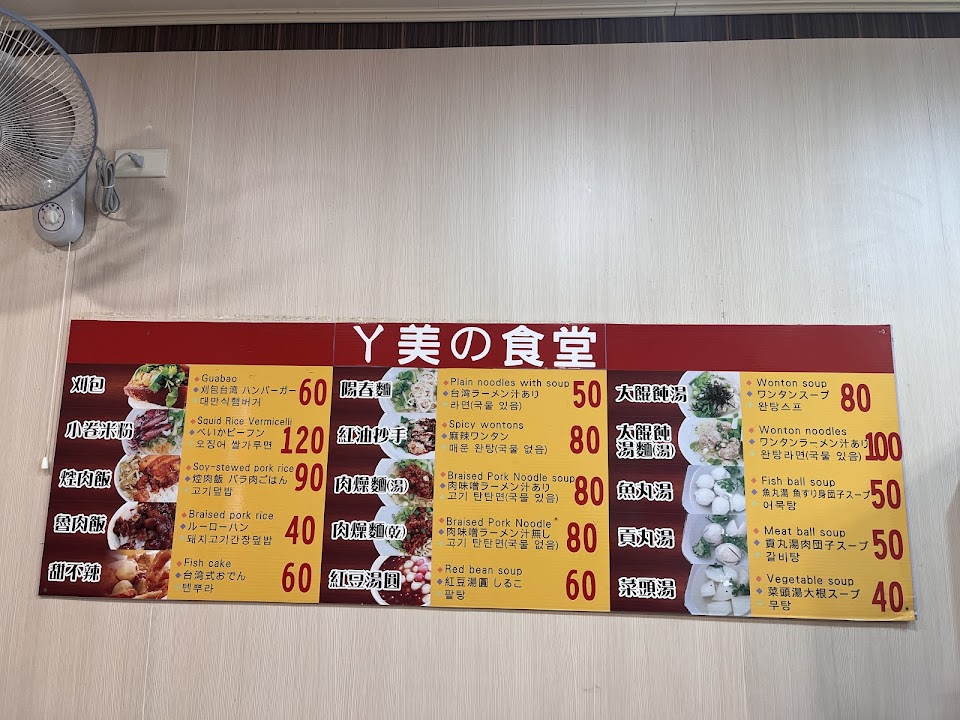 丫美の食堂
刈包
Guabao
刈包台湾 ハンバーガー
대만식햄버거
60
小卷米粉
Squid Rice Vermicelli
べいかビーフン
오징어 쌀가루면
120
焢肉飯
Soy-stewed pork rice
焢肉飯 バラ肉ごはん
고기덮밥
90
魯肉飯
Braised pork rice
ルーローハン
돼지고기간장덮밥
40
甜不辣
Fish cake
台湾式おでん
텐뿌라
60
陽春麵
Plain noodles with soup
台湾ラーメン汁あり
라면(국물 있음)
50
紅油抄手
Spicy wontons
麻辣ワンタン
매운 완탕(국물 없음)
80
肉燥麵(湯)
Braised Pork Noodle soup
肉味噌ラーメン汁あり
고기 탄탄면(국물 있음)
80
肉燥麵(乾)
Braised Pork Noodle
肉味噌ラーメン汁無し
고기 탄탄면(국물 없음)
80
紅豆湯圓
Red bean soup
紅豆湯圓 しるこ
팥탕
60
大餛飩湯
Wonton soup
ワンタンスープ
완탕스프
80
大餛飩
湯麵(湯)
Wonton noodles
ワンタンラーメン汁あり
완탕라면(국물 있음)
100
魚丸湯
Fish ball soup
魚丸湯 魚すり身団子スープ
어묵탕
50
貢丸湯
Meat ball soup
貢丸湯肉団子スープ
갈비탕
50
菜頭湯
Vegetable soup
菜頭湯大根スープ
무탕
40